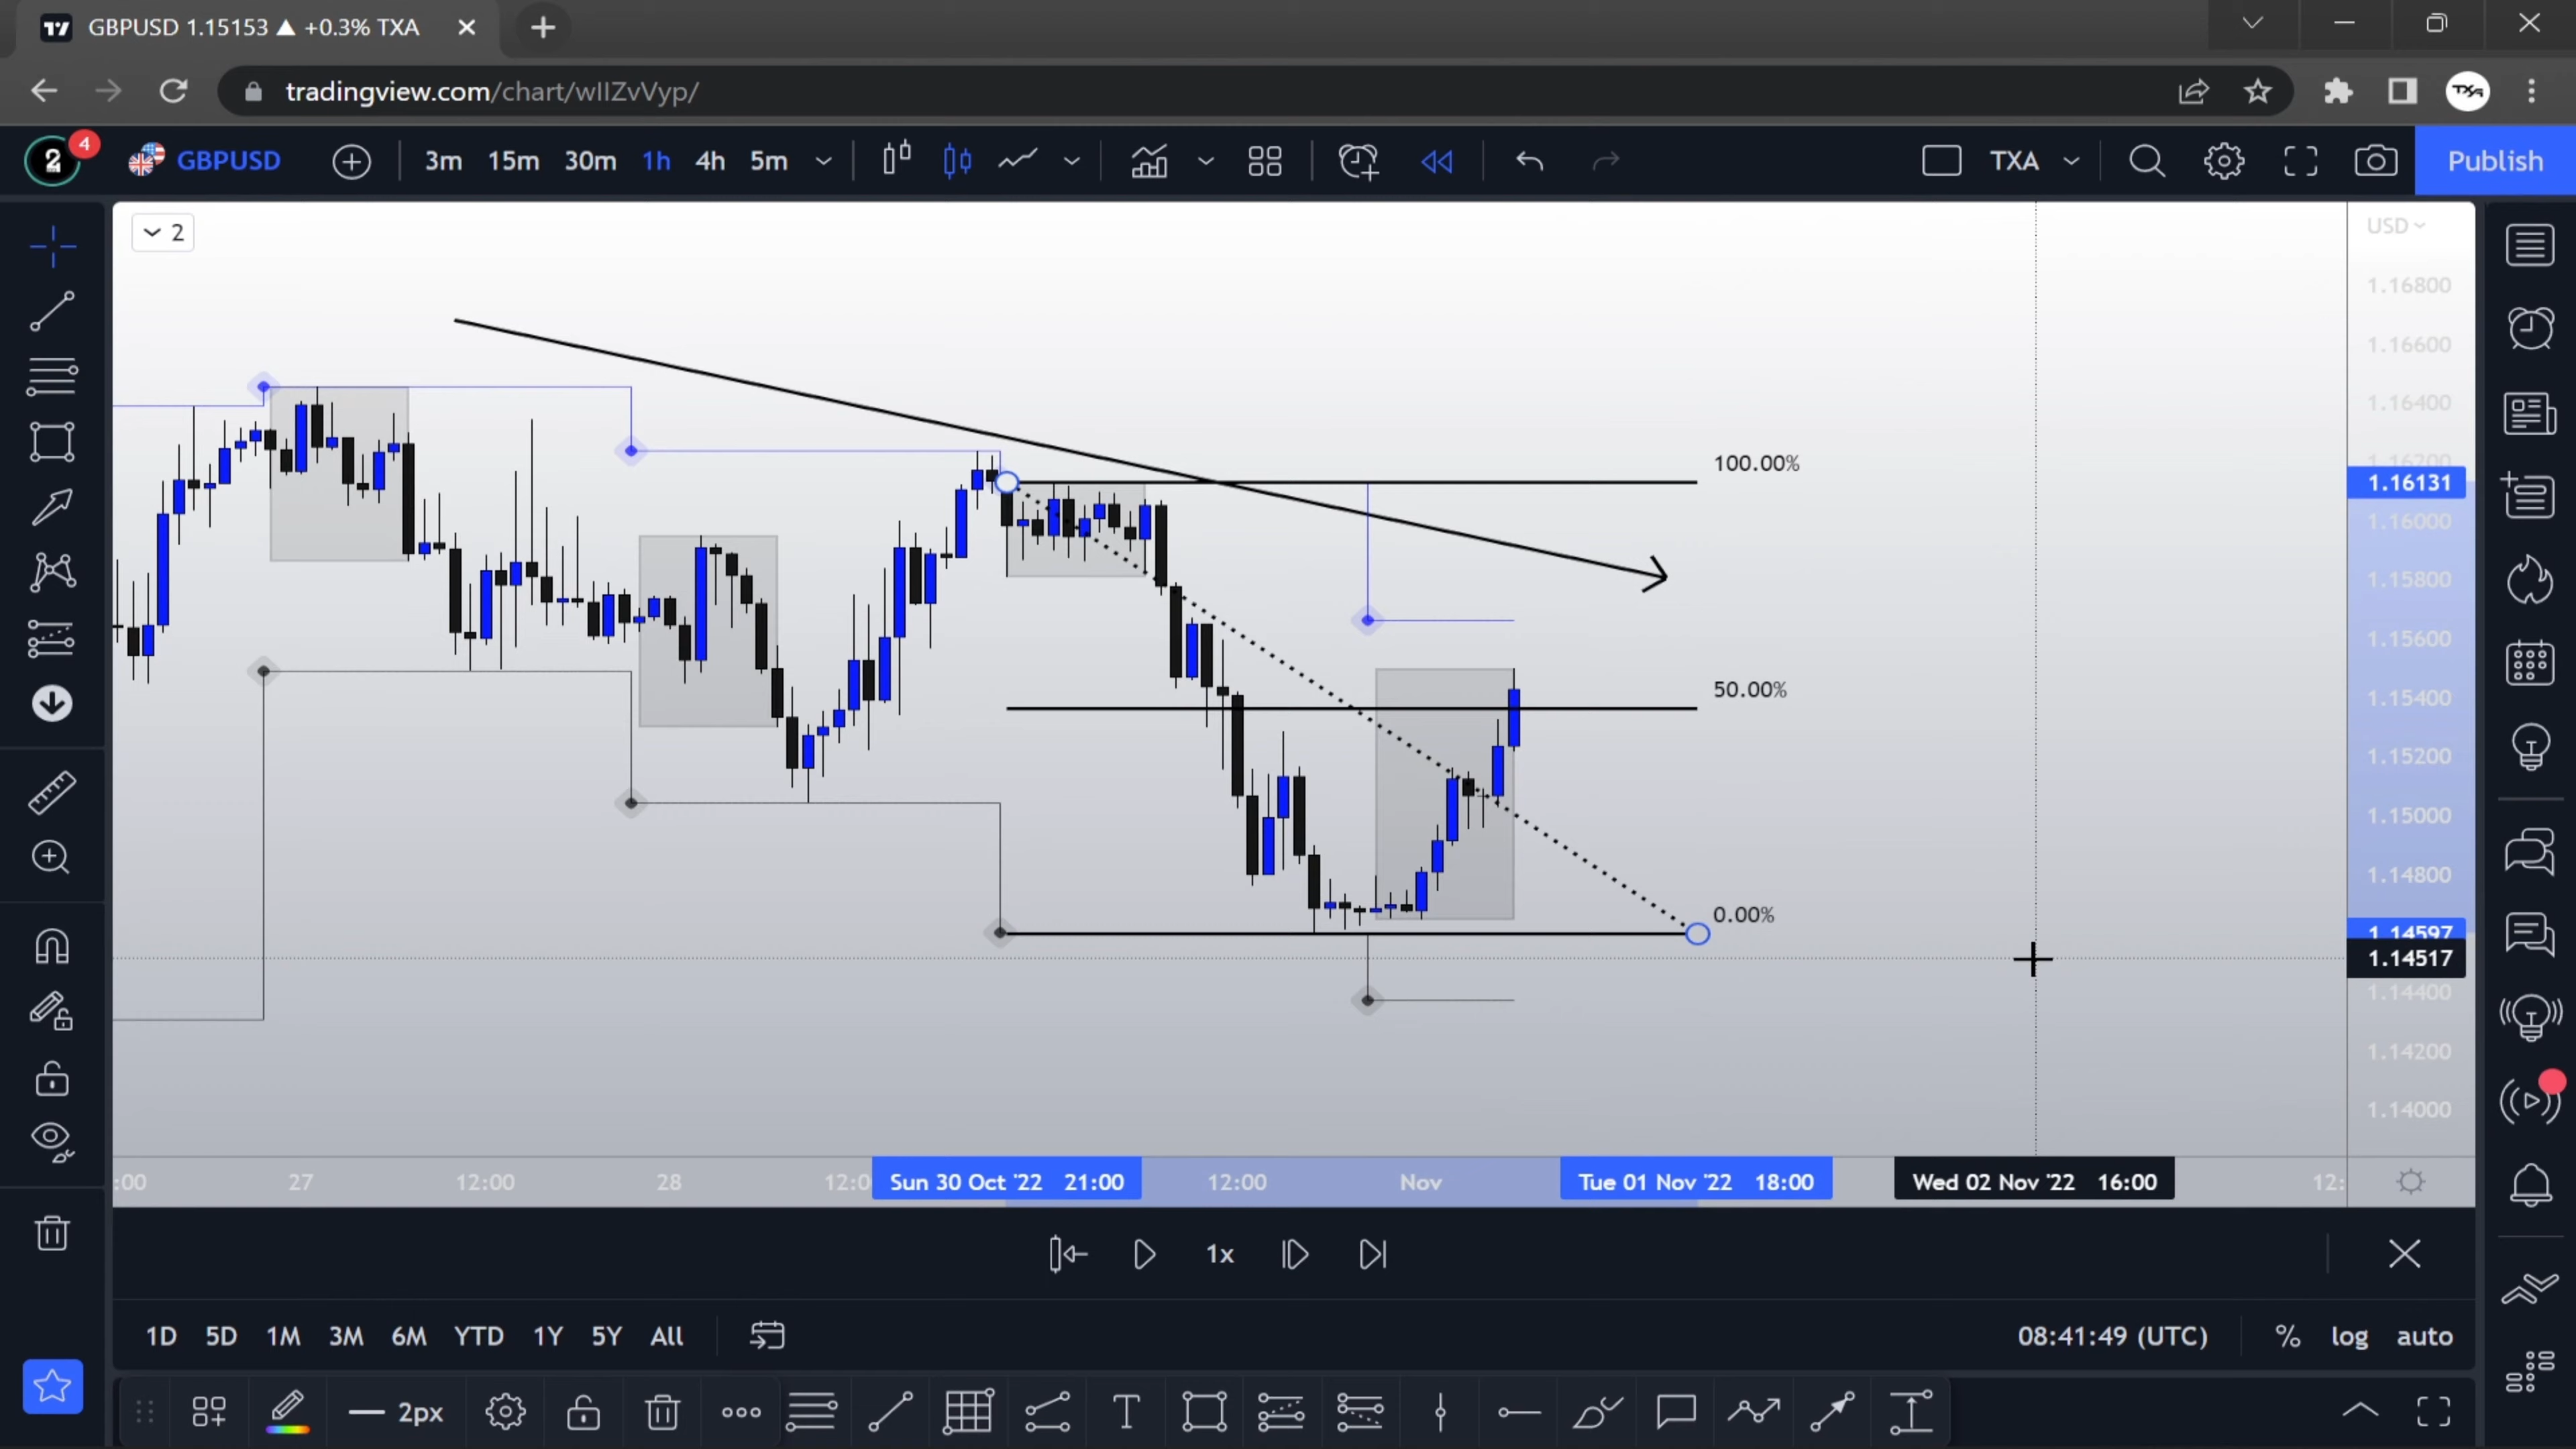 GBPUSD 1.15153 ▲ +0.3% TXA
tradingview.com/chart/wIIZvVyp/
TXA
2 4 GBPUSD 3m 15m 30m 1h 4h 5m TXA Publish
2
USD
1.16800
1.16600
1.16400
1.16200
1.16131
1.16000
1.15800
1.15600
1.15400
1.15200
1.15000
1.14800
1.14597
1.14517
1.14400
1.14200
1.14000
100.00%
50.00%
0.00%
:00 27 12:00 28 12:0 Sun 30 Oct '22 21:00 12:00 Nov Tue 01 Nov '22 18:00 Wed 02 Nov '22 16:00 12:
1x
1D 5D 1M 3M 6M YTD 1Y 5Y All 08:41:49 (UTC) % log auto
2px T